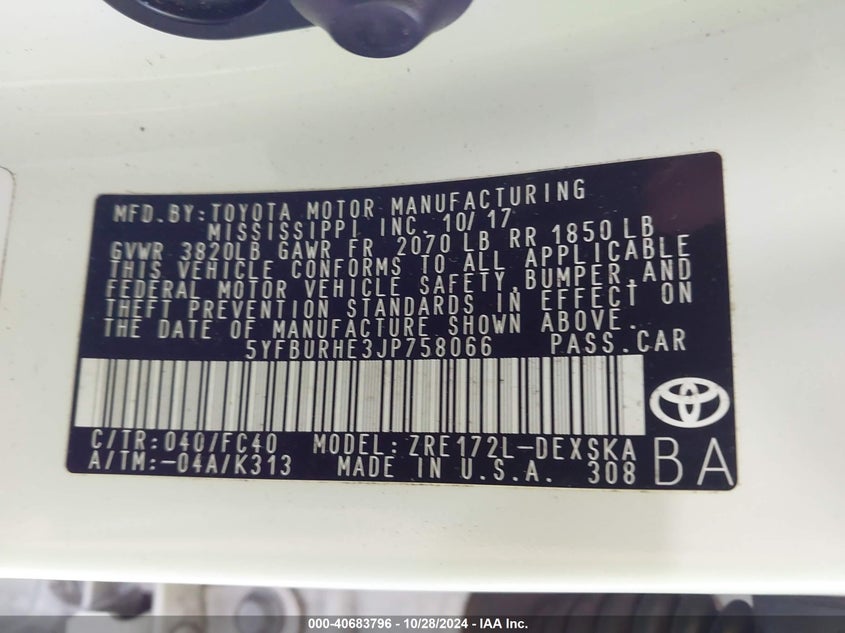 MFD.BY:TOYOTA MOTOR MANUFACTURING
MISSISSIPPI INC. 10/17
GVWR 3820LB GAWR FR 2070 LB RR 1850 LB
THIS VEHICLE CONFORMS TO ALL APPLICABLE
FEDERAL MOTOR VEHICLE SAFETY,BUMPER,AND
THEFT PREVENTION STANDARDS IN EFFECT ON
THE DATE OF MANUFACTURE SHOWN ABOVE.
5YFBURHE3JP758066 PASS.CAR
C/TR:040/FC40 MODEL:ZRE172L-DEXSKA
A/TM:-04A/K313 MADE IN U.S.A. 308
BA
000-40683796 - 10/28/2024 - IAA Inc.